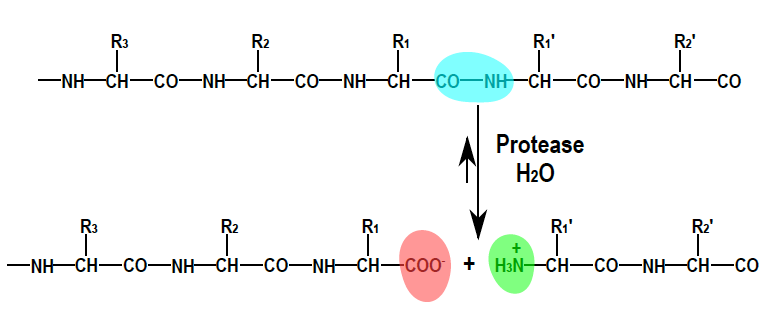 R3 R2 R1 R1' R2'
NH CH CO NH CH CO NH CH CO NH CH CO NH CH CO
Protease
H2O
R3 R2 R1 + R1' R2'
NH CH CO NH CH CO NH CH COO- + H3N CH CO NH CH CO